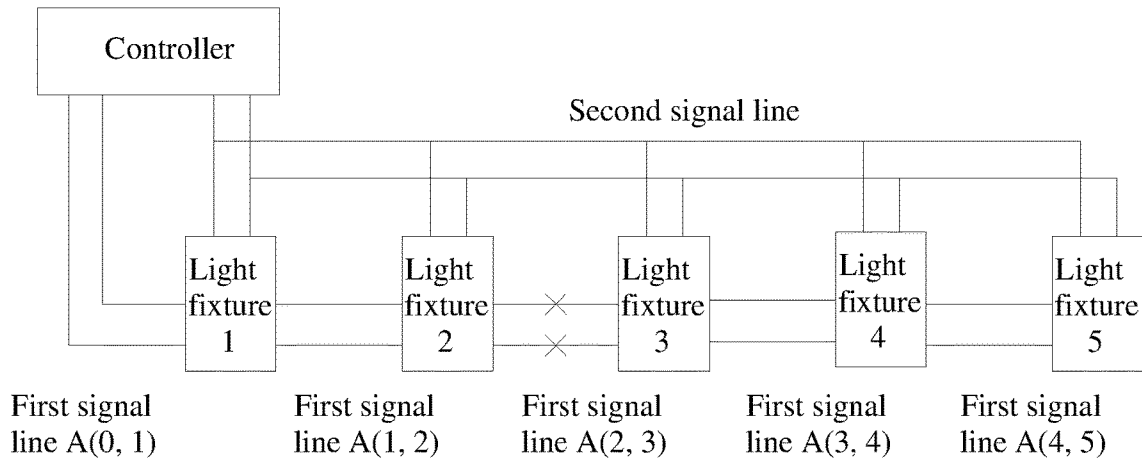 Controller
Second signal line
Light
fixture
1
Light
fixture
2
Light
fixture
3
Light
fixture
4
Light
fixture
5
First signal
line A(0, 1)
First signal
line A(1, 2)
First signal
line A(2, 3)
First signal
line A(3, 4)
First signal
line A(4, 5)